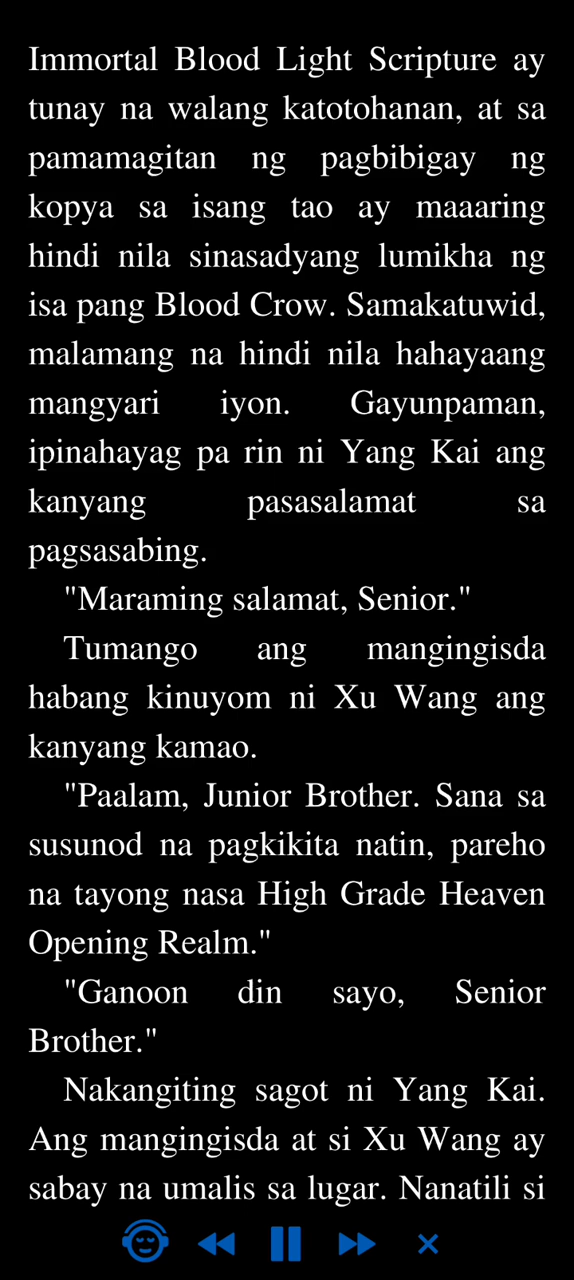 Immortal Blood Light Scripture ay
tunay na walang katotohanan, at sa
pamamagitan ng pagbibigay ng
kopya sa isang tao ay maaaring
hindi nila sinasadyang lumikha ng
isa pang Blood Crow. Samakatuwid,
malamang na hindi nila hahayaang
mangyari iyon. Gayunpaman,
ipinahayag pa rin ni Yang Kai ang
kanyang pasasalamat sa
pagsasabing.
"Maraming salamat, Senior."
Tumango ang mangingisda
habang kinuyom ni Xu Wang ang
kanyang kamao.
"Paalam, Junior Brother. Sana sa
susunod na pagkikita natin, pareho
na tayong nasa High Grade Heaven
Opening Realm."
"Ganoon din sayo, Senior
Brother."
Nakangiting sagot ni Yang Kai.
Ang mangingisda at si Xu Wang ay
sabay na umalis sa lugar. Nanatili si